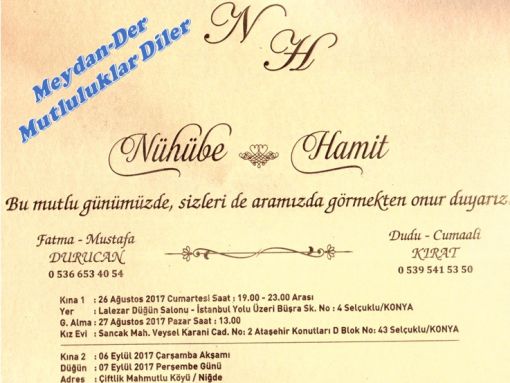 Meydan-Der
Mutluluklar Diler
N
H
Nühübe Hamit
Bu mutlu günümüzde, sizleri de aramızda görmekten onur duyarız.
Fatma - Mustafa
DURUCAN
0 536 653 40 54
Dudu - Cumaali
KIRAT
0 539 541 53 50
Kına 1 : 26 Ağustos 2017 Cumartesi Saat : 19.00 - 23.00 Arası
Yer : Lalezar Düğün Salonu - İstanbul Yolu Üzeri Büşra Sk. No : 4 Selçuklu/KONYA
G. Alma : 27 Ağustos 2017 Pazar Saat : 13.00
Kız Evi : Sancak Mah. Veysel Karani Cad. No: 2 Ataşehir Konutları D Blok No: 43 Selçuklu/KONYA
Kına 2 : 06 Eylül 2017 Çarşamba Akşamı
Düğün : 07 Eylül 2017 Perşembe Günü
Adres : Çiftlik Mahmutlu Köyü / Niğde